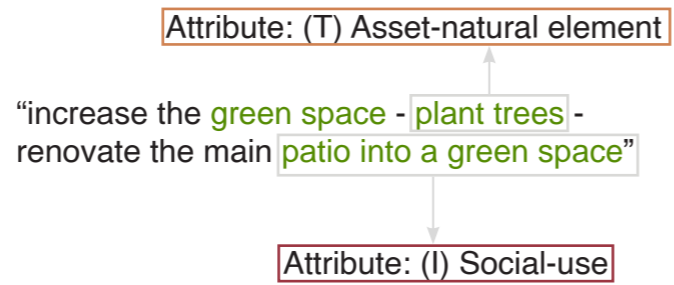 Attribute: (T) Asset-natural element
“increase the green space - plant trees -
renovate the main patio into a green space”
Attribute: (I) Social-use